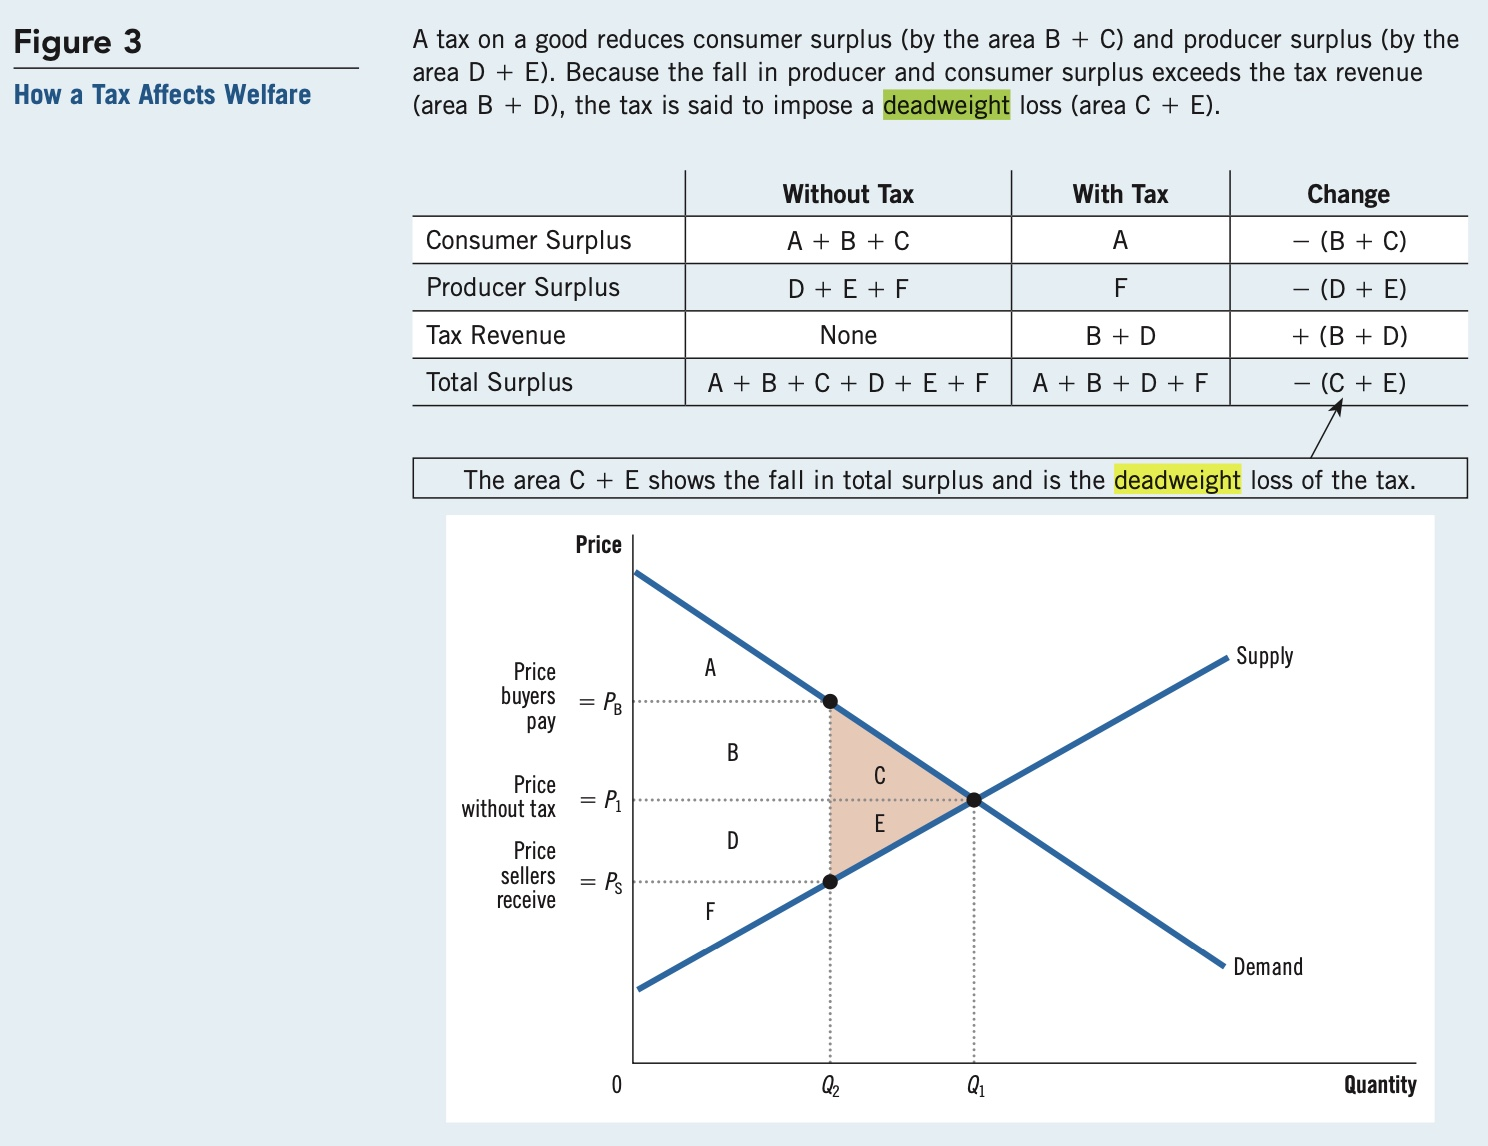 Figure 3
How a Tax Affects Welfare
A tax on a good reduces consumer surplus (by the area B + C) and producer surplus (by the
area D + E). Because the fall in producer and consumer surplus exceeds the tax revenue
(area B + D), the tax is said to impose a deadweight loss (area C + E).
Without Tax With Tax Change
Consumer Surplus A + B + C A − (B + C)
Producer Surplus D + E + F F − (D + E)
Tax Revenue None B + D + (B + D)
Total Surplus A + B + C + D + E + F A + B + D + F − (C + E)
The area C + E shows the fall in total surplus and is the deadweight loss of the tax.
Price
Supply
A
Price
buyers
pay
= PB
B
C
Price
without tax
= P1
E
D
Price
sellers
receive
= PS
F
Demand
0
Q2
Q1
Quantity